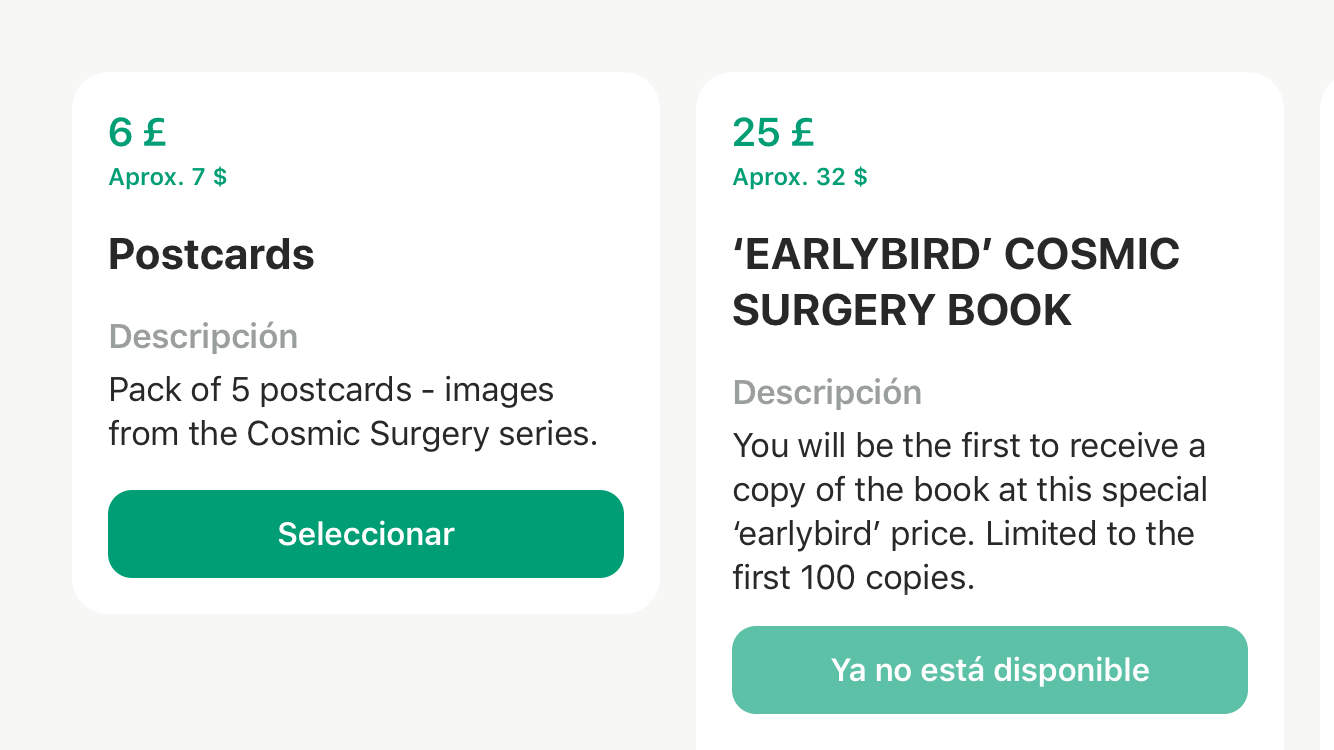 6 £
Aprox. 7 $
Postcards
Descripción
Pack of 5 postcards - images
from the Cosmic Surgery series.
Seleccionar
25 £
Aprox. 32 $
‘EARLYBIRD’ COSMIC
SURGERY BOOK
Descripción
You will be the first to receive a
copy of the book at this special
‘earlybird’ price. Limited to the
first 100 copies.
Ya no está disponible